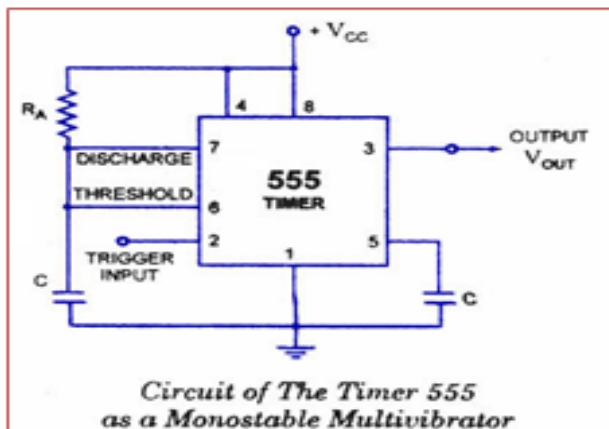 + VCC
RA
4
8
DISCHARGE
7
3
OUTPUT
VOUT
555
TIMER
THRESHOLD
6
2
5
TRIGGER
INPUT
1
C
C
Circuit of The Timer 555
as a Monostable Multivibrator